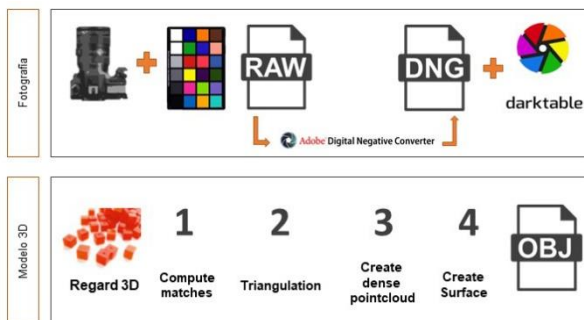 Fotografía
RAW
DNG
darktable
Adobe Digital Negative Converter
Modelo 3D
Regard 3D
1
Compute
matches
2
Triangulation
3
Create
dense
pointcloud
4
Create
Surface
OBJ